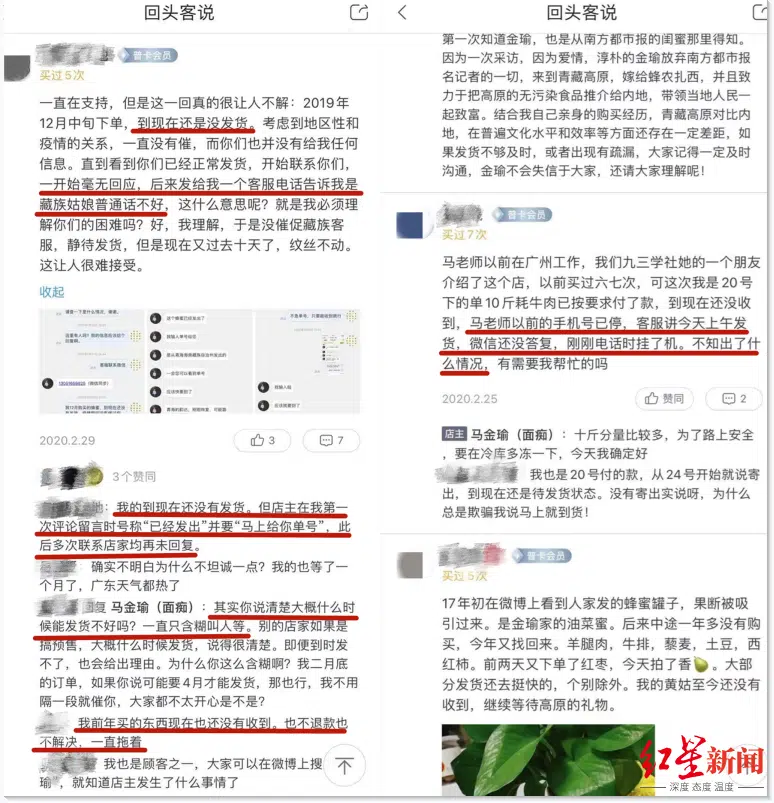 回头客说
普卡会员
买过5次
一直在支持，但是这一回真的很让人不解：2019年
12月中旬下单，到现在还是没发货。考虑到地区性和
疫情的关系，一直没有催，而你们也并没有给我任何
信息。直到看到你们已经正常发货，开始联系你们，
一开始毫无回应，后来发给我一个客服电话告诉我是
藏族姑娘普通话不好，这什么意思呢？就是我必须理
解你们的困难吗？好，我理解，于是没催促藏族客
服，静待发货，但是现在又过去十天了，纹丝不动。
这让人很难接受。
收起
2020.2.29
3
7
3个赞同
：我的到现在还没有发货。但店主在我第一
次评论留言时号称“已经发出”并要“马上给你单号”，此
后多次联系店家均再未回复。
：确实不明白为什么不坦诚一点？我的也等了一
个月了，广东天气都热了
回复 马金瑜（面痴）：其实你说清楚大概什么时
候能发货不好吗？一直只含糊叫人等。别的店家如果是
搞预售，大概什么时候发货，说得很清楚。即便到时发
不了，也会给出理由。为什么你这么含糊啊？我二月底
的订单，如果你说可能要4月才能发货，那也行，我不用
隔一段就催你，大家都不太开心是不是？
我前年买的东西现在也还没有收到。也不退款也
不解决，一直拖着
我也是顾客之一，大家可以在微博上搜
瑜”，就知道店主发生了什么事情了
回头客说
第一次知道金瑜，也是从南方都市报的闺蜜那里得知。
因为一次采访，因为爱情，淳朴的金瑜放弃南方都市报
名记者的一切，来到青藏高原，嫁给蜂农扎西，并且致
力于把高原的无污染食品推介给内地，带领当地人民一
起致富。结合我自己亲身的购买经历，青藏高原对比内
地，在普遍文化水平和效率等方面还存在一定差距，如
果发货不够及时，或者出现有疏漏，大家记得一定及时
沟通，金瑜不会失信于大家，还请大家理解呢！
普卡会员
买过7次
马老师以前在广州工作，我们九三学社她的一个朋友
介绍了这个店，以前买过六七次，可这次我是20号
下的单10斤耗牛肉已按要求付了款，到现在还没收
到，马老师以前的手机号已停，客服讲今天上午发
货，微信还没答复，刚刚电话时挂了机。不知出了什
么情况，有需要我帮忙的吗
2020.2.25
赞同
2
店主 马金瑜（面痴）：十斤分量比较多，为了路上安全
，要在冷库多冻一下，今天我确定好
我也是20号付的款，从24号开始就说寄
出，到现在还是待发货状态。没有寄出实说呀，为什么
总是欺骗我说马上就到货！
普卡会员
买过5次
17年初在微博上看到人家发的蜂蜜罐子，果断被吸
引过来。是金瑜家的油菜蜜。后来中途一年多没有购
买，今年又找回来。羊腿肉，牛排，藜麦，土豆，西
红柿。前两天又下单了红枣，今天拍了香🍐。大部
分发货还去挺快的，个别除外。我的黄菇至今还没有
收到，继续等待高原的礼物。
红星新闻
深度 态度 温度